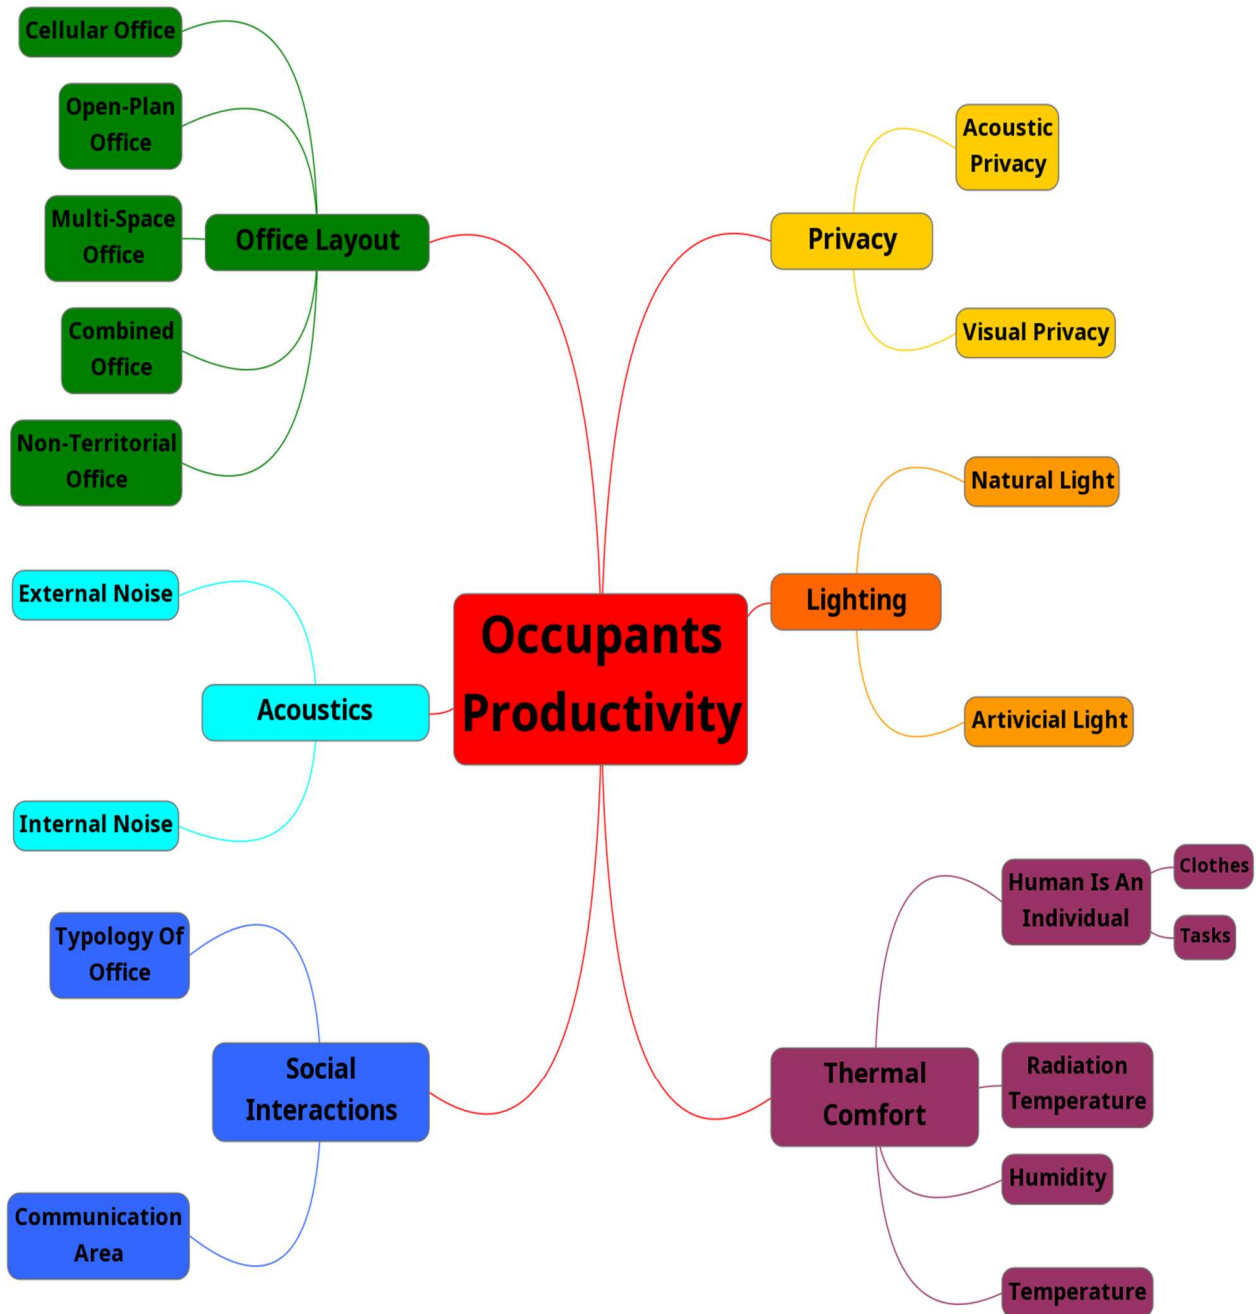 Cellular Office
Open-Plan
Office
Multi-Space
Office
Combined
Office
Non-Territorial
Office
Office Layout
External Noise
Acoustics
Internal Noise
Typology Of
Office
Social
Interactions
Communication
Area
Occupants
Productivity
Privacy
Acoustic
Privacy
Visual Privacy
Lighting
Natural Light
Artivicial Light
Thermal
Comfort
Human Is An
Individual
Clothes
Tasks
Radiation
Temperature
Humidity
Temperature